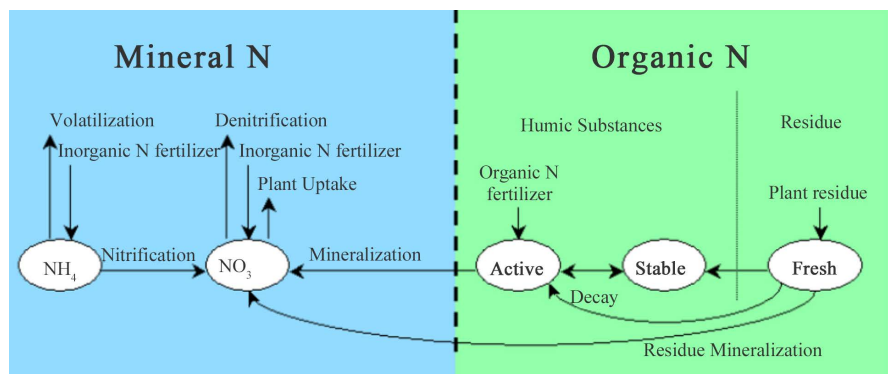 Mineral N
Organic N
Volatilization
Denitrification
Humic Substances
Residue
Inorganic N fertilizer
Inorganic N fertilizer
Plant Uptake
Organic N
fertilizer
Plant residue
NH4
Nitrification
NO3
Mineralization
Active
Stable
Fresh
Decay
Residue Mineralization